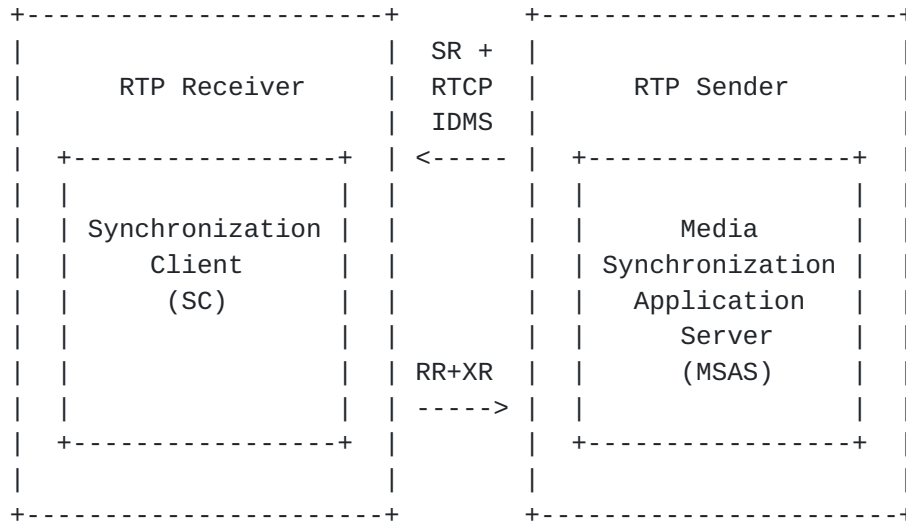 SR +
RTP Receiver RTCP RTP Sender
IDMS
<-----
Synchronization Media
Client Synchronization
(SC) Application
Server
RR+XR (MSAS)
----->